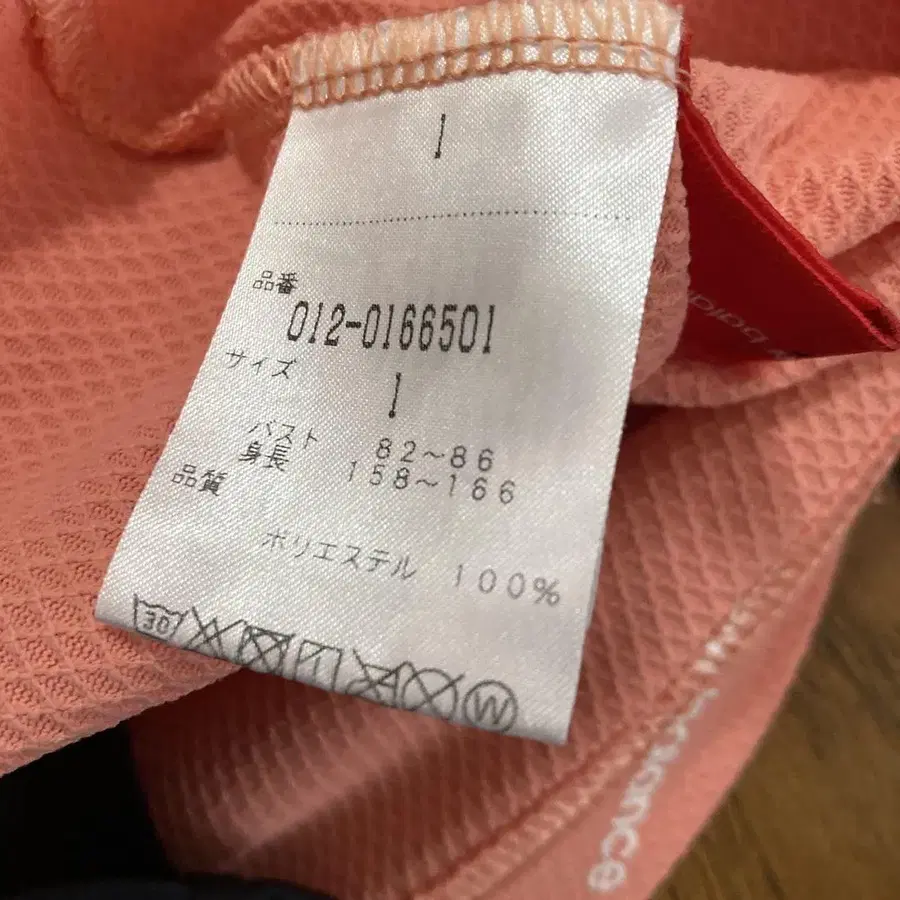 1
品番
012-0166501
サイズ
1
バスト 82~86
身長 158~166
品質
ポリエステル 100%
30
W